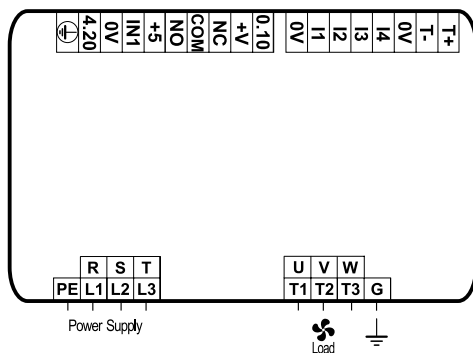 4.20 0V IN1 +5 NO COM NC +V 0.10 0V I1 I2 I3 I4 0V T- T+
R S T U V W
PE L1 L2 L3 T1 T2 T3 G
Power Supply
Load